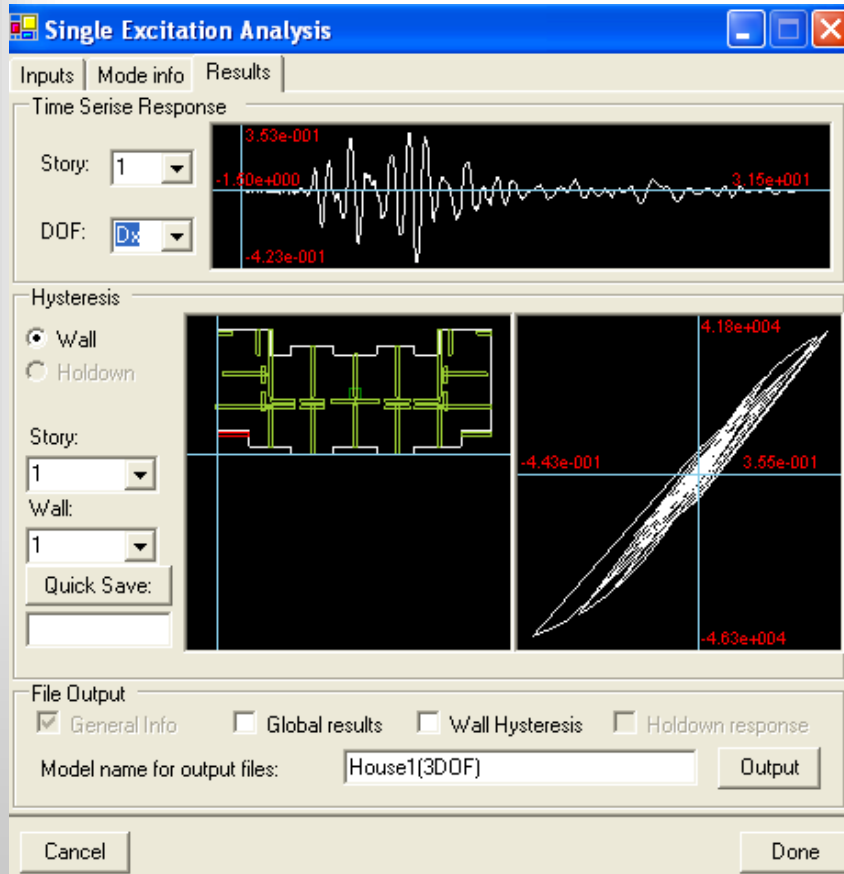 Single Excitation Analysis
Inputs Mode info Results
Time Serise Response
Story: 1
DOF: Dx
3.53e-001
-1.50e+000 3.15e+001
-4.23e-001
Hysteresis
Wall
Holdown
Story:
1
Wall:
1
Quick Save:
4.18e+004
-4.43e-001 3.55e-001
-4.63e+004
File Output
General Info Global results Wall Hysteresis Holdown response
Model name for output files: House1(3DOF) Output
Cancel Done